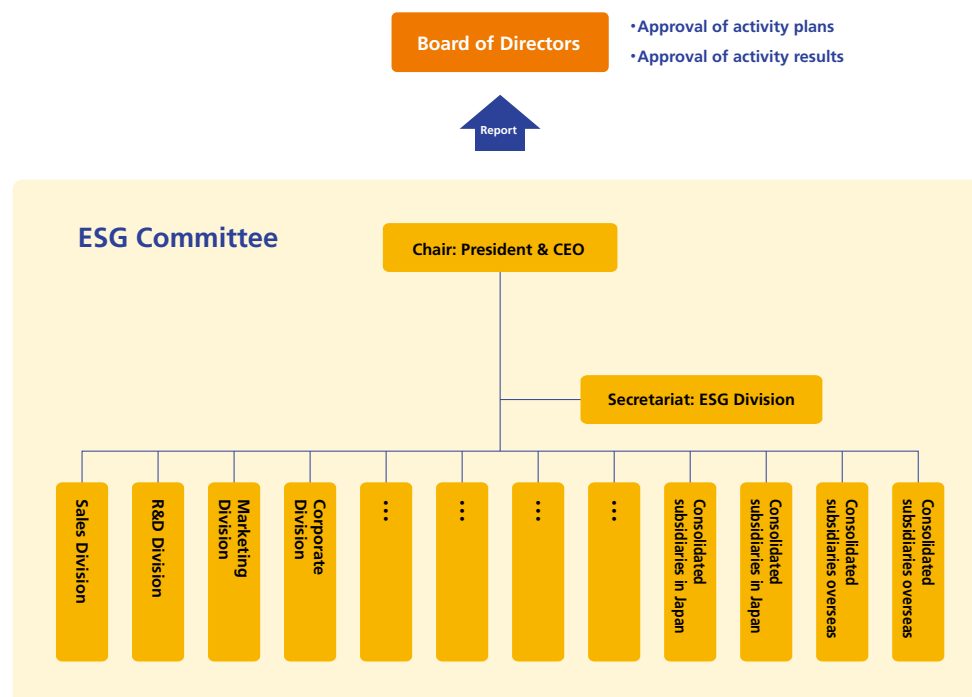 Board of Directors
・Approval of activity plans
・Approval of activity results
Report
ESG Committee
Chair: President & CEO
Secretariat: ESG Division
Sales Division
R&D Division
Marketing
Division
Corporate
Division
…
…
…
…
Consolidated
subsidiaries in Japan
Consolidated
subsidiaries in Japan
Consolidated
subsidiaries overseas
Consolidated
subsidiaries overseas